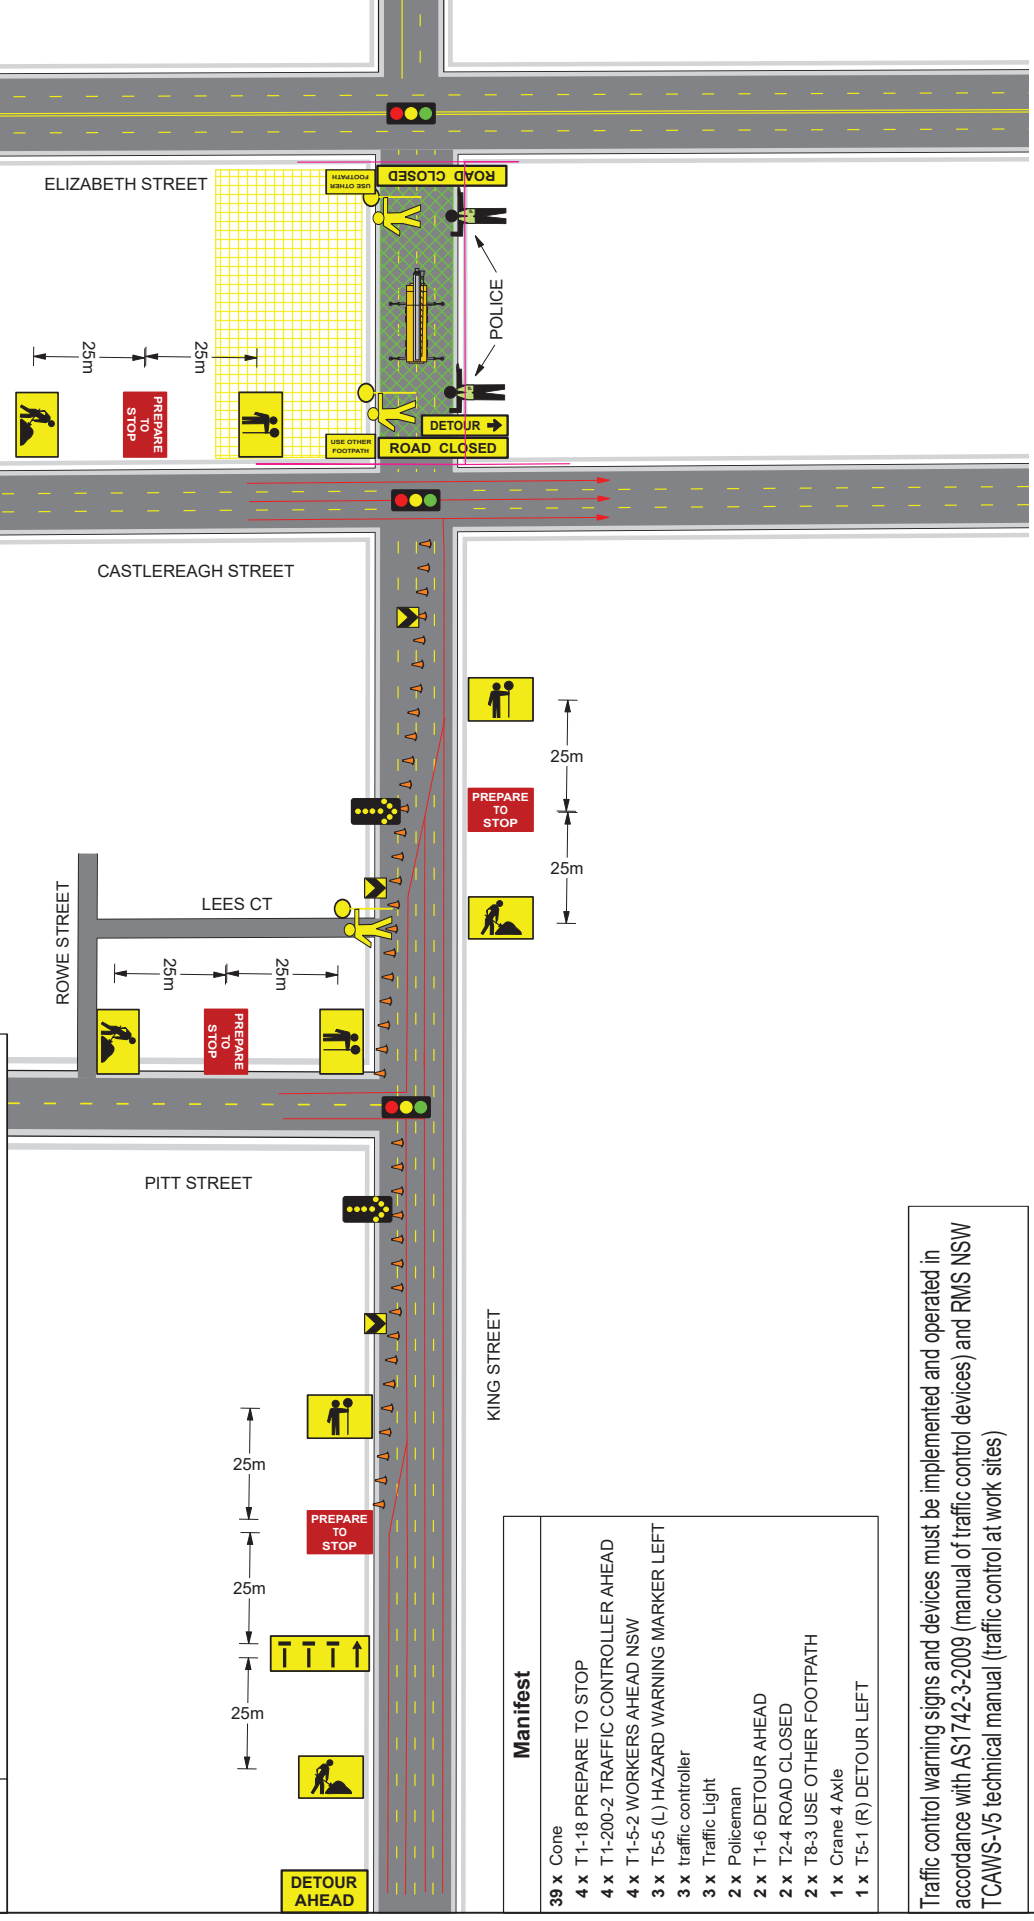 ELIZABETH STREET
USE OTHER
FOOTPATH
ROAD CLOSED
POLICE
25m
25m
PREPARE
TO
STOP
DETOUR
USE OTHER
FOOTPATH
ROAD CLOSED
CASTLEREAGH STREET
25m
PREPARE
TO
STOP
25m
LEES CT
ROWE STREET
25m
25m
PREPARE
TO
STOP
PITT STREET
KING STREET
25m
PREPARE
TO
STOP
25m
25m
DETOUR
AHEAD
Manifest
39 x Cone
4 x T1-18 PREPARE TO STOP
4 x T1-200-2 TRAFFIC CONTROLLER AHEAD
4 x T1-5-2 WORKERS AHEAD NSW
3 x T5-5 (L) HAZARD WARNING MARKER LEFT
3 x traffic controller
3 x Traffic Light
2 x Policeman
2 x T1-6 DETOUR AHEAD
2 x T2-4 ROAD CLOSED
2 x T8-3 USE OTHER FOOTPATH
1 x Crane 4 Axle
1 x T5-1 (R) DETOUR LEFT
Traffic control warning signs and devices must be implemented and operated in
accordance with AS1742-3-2009 (manual of traffic control devices) and RMS NSW
TCAWS-V5 technical manual (traffic control at work sites)